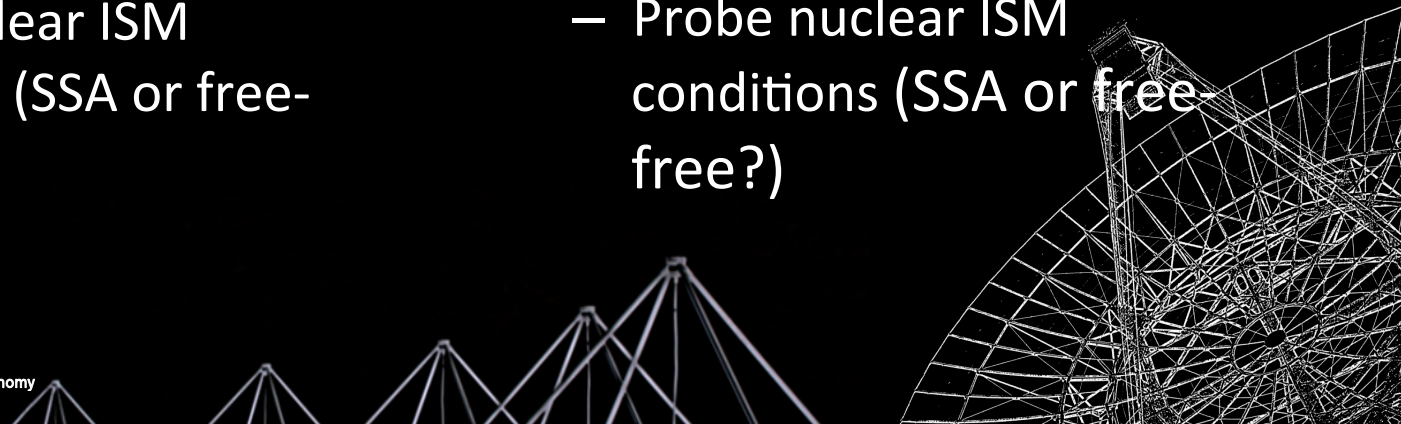 lear ISM
(SSA or free-
– Probe nuclear ISM
conditions (SSA or free-
free?)
nomy